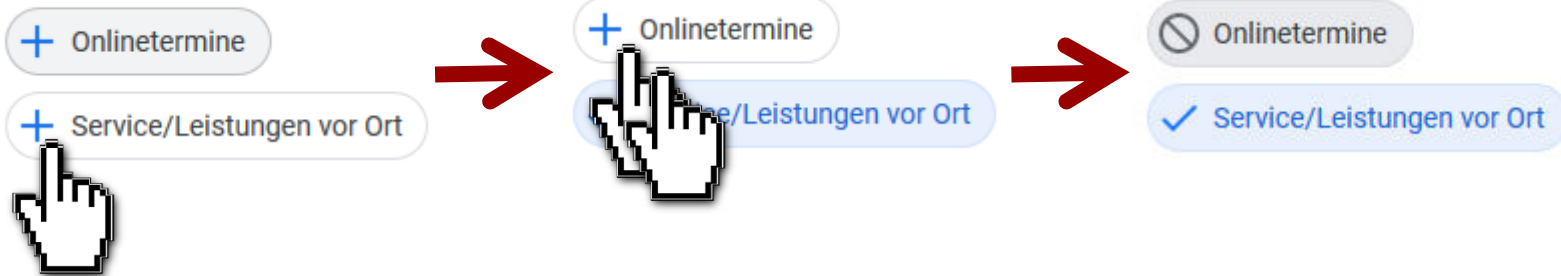 Onlinetermine
Service/Leistungen vor Ort
Onlinetermine
/Leistungen vor Ort
Onlinetermine
Service/Leistungen vor Ort